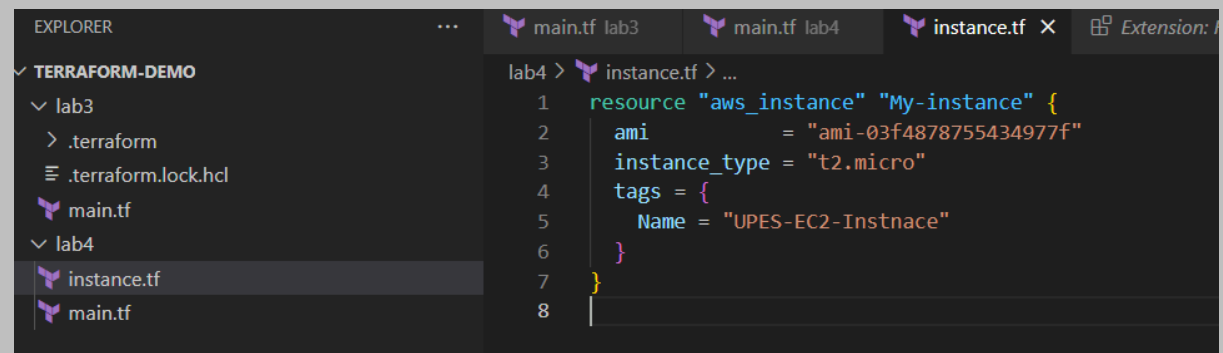 EXPLORER
...
TERRAFORM-DEMO
lab3
.terraform
.terraform.lock.hcl
main.tf
lab4
instance.tf
main.tf
main.tf lab3
main.tf lab4
instance.tf
Extension:
lab4 > instance.tf > ...
1 resource "aws_instance" "My-instance" {
2 ami = "ami-03f4878755434977f"
3 instance_type = "t2.micro"
4 tags = {
5 Name = "UPES-EC2-Instnace"
6 }
7 }
8